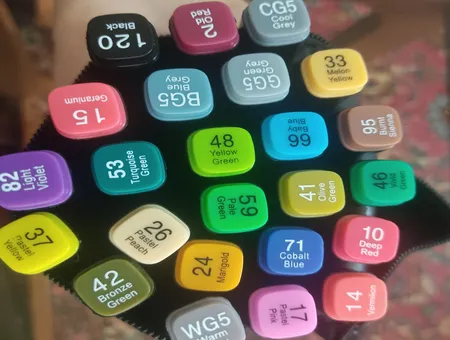 120
Black
2
Old
Red
CG5
Cool
Grey
BG5
Blue
Grey
GG5
Green
Grey
33
Melon
Yellow
15
Geranium
48
Yellow
Green
66
Baby
Blue
95
Burnt
Sienna
82
Light
Violet
53
Turquoise
Green
59
Pale
Green
41
Olive
Green
46
Vivid
Green
37
Pastel
Yellow
26
Pastel
Peach
24
Marigold
71
Cobalt
Blue
10
Deep
Red
42
Bronze
Green
WG5
Warm
17
Pastel
Pink
14
Vermilion